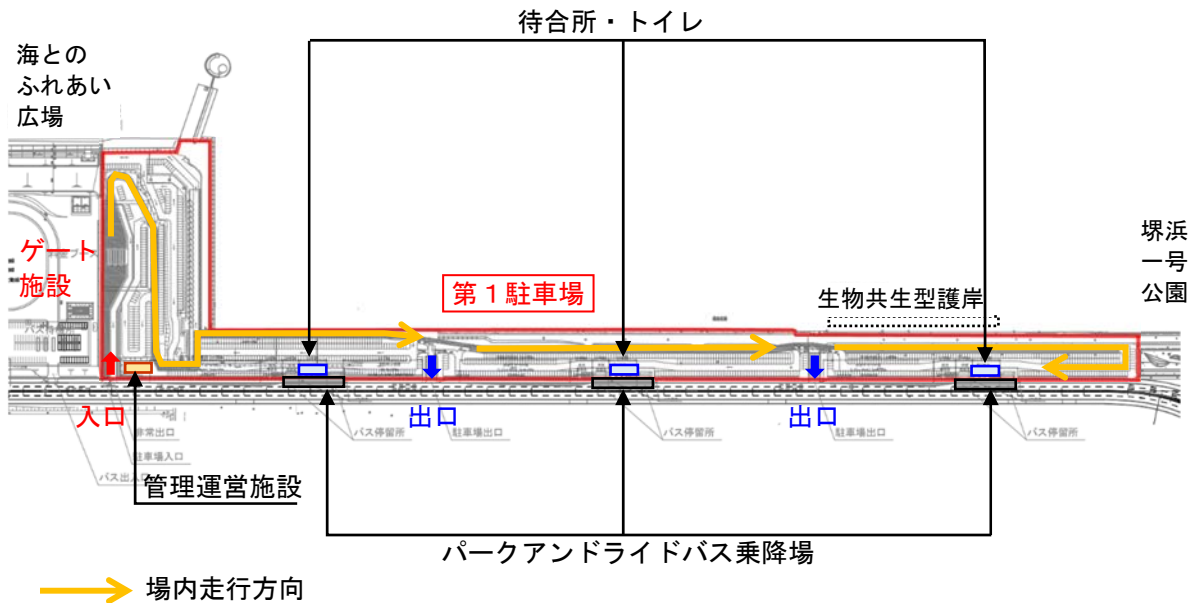 待合所・トイレ
海との
ふれあい
広場
ゲート
施設
第１駐車場
生物共生型護岸
堺浜
一号
公園
入口
出口
出口
非常出口
バス停留所
駐車場出口
バス停留所
駐車場出口
バス停留所
駐車場入口
バス出入口
管理運営施設
パークアンドライドバス乗降場
場内走行方向